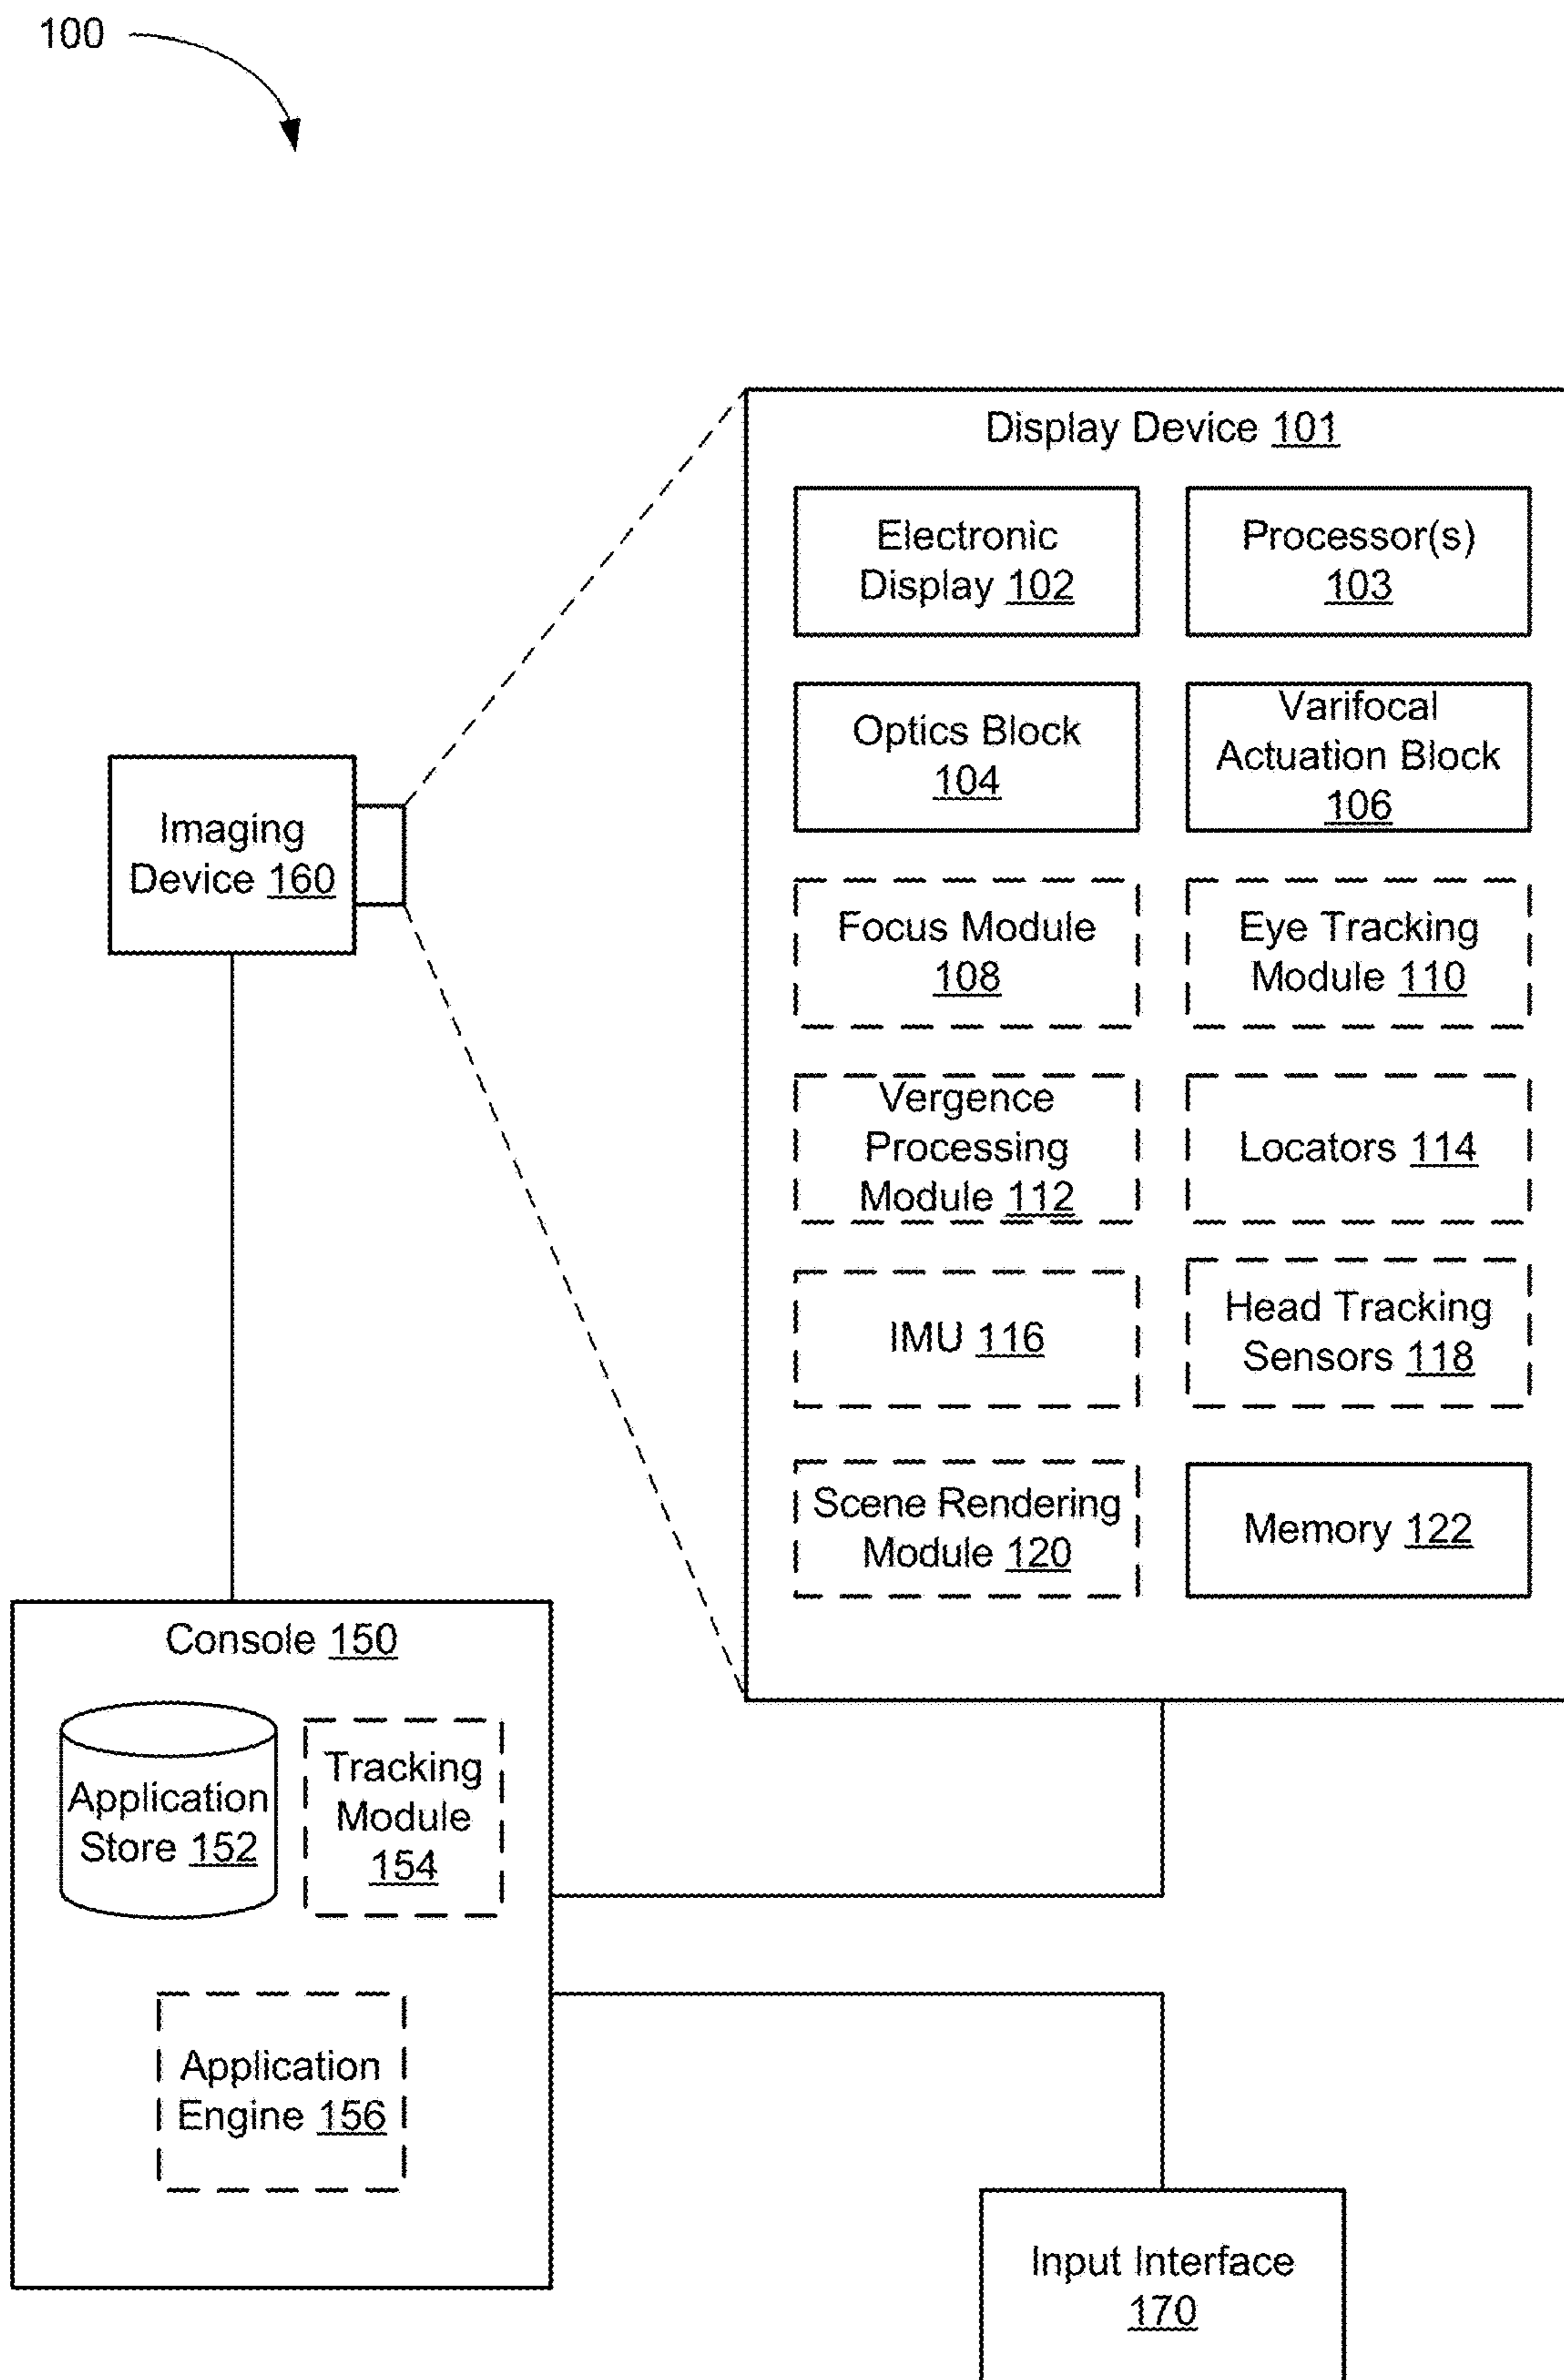 100
Display Device 101
Electronic
Display 102
Processor(s)
103
Optics Block
104
Varifocal
Actuation Block
106
Imaging
Device 160
Focus Module
108
Eye Tracking
Module 110
Vergence
Processing
Module 112
Locators 114
IMU 116
Head Tracking
Sensors 118
Scene Rendering
Module 120
Memory 122
Console 150
Application
Store 152
Tracking
Module
154
Application
Engine 156
Input Interface
170